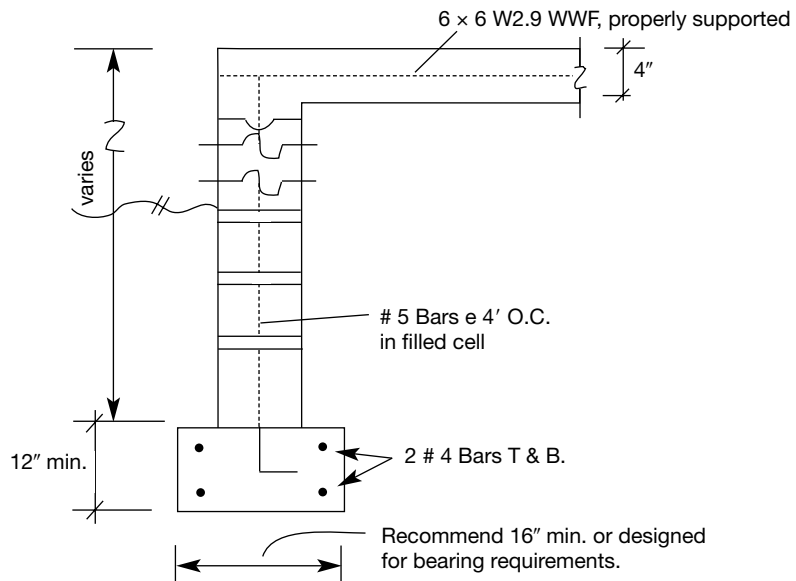 6 × 6 W2.9 WWF, properly supported
4″
varies
# 5 Bars e 4′ O.C.
in filled cell
12″ min.
2 # 4 Bars T & B.
Recommend 16″ min. or designed
for bearing requirements.